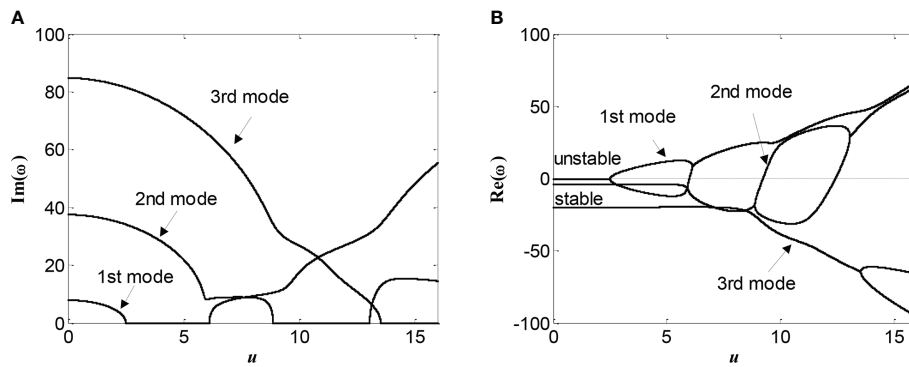 A
100
80
60
40
20
0
0
5
10
15
Im(ω)
u
3rd mode
2nd mode
1st mode
B
100
50
0
-50
-100
0
5
10
15
Re(ω)
u
2nd mode
1st mode
unstable
stable
3rd mode